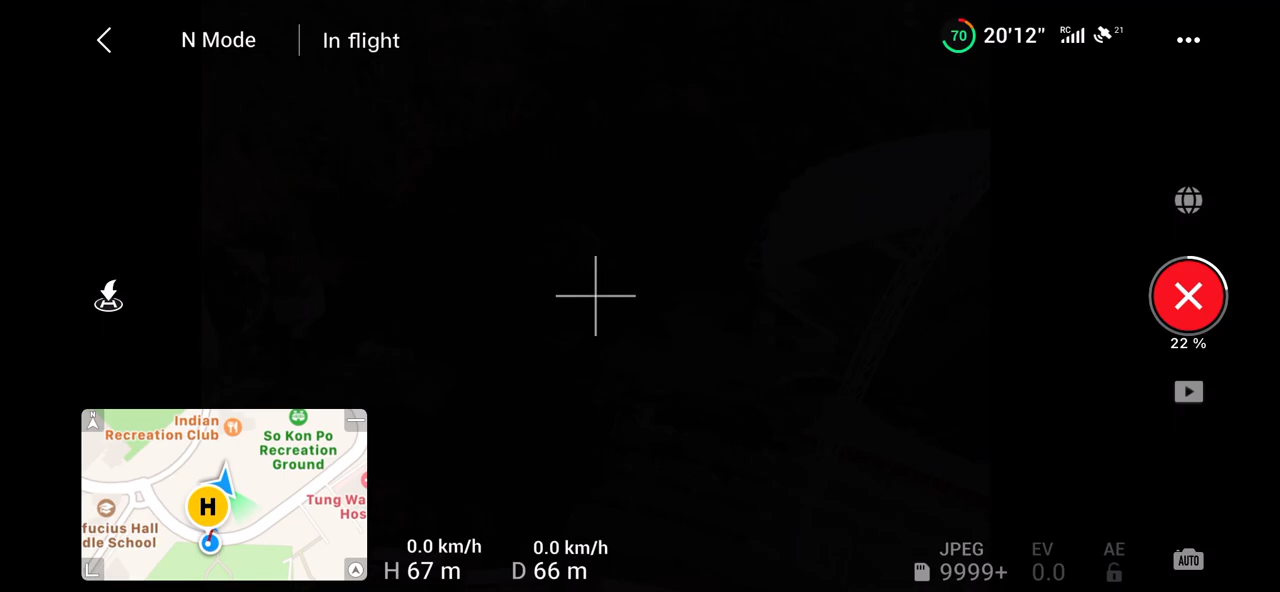 N Mode
In flight
70
20'12"
RC
21
22 %
N
Indian
Recreation Club
So Kon Po
Recreation
Ground
H
Tung Wa
Hos
fucius Hall
dle School
0.0 km/h
0.0 km/h
H 67 m
D 66 m
JPEG
EV
AE
9999+
0.0
AUTO